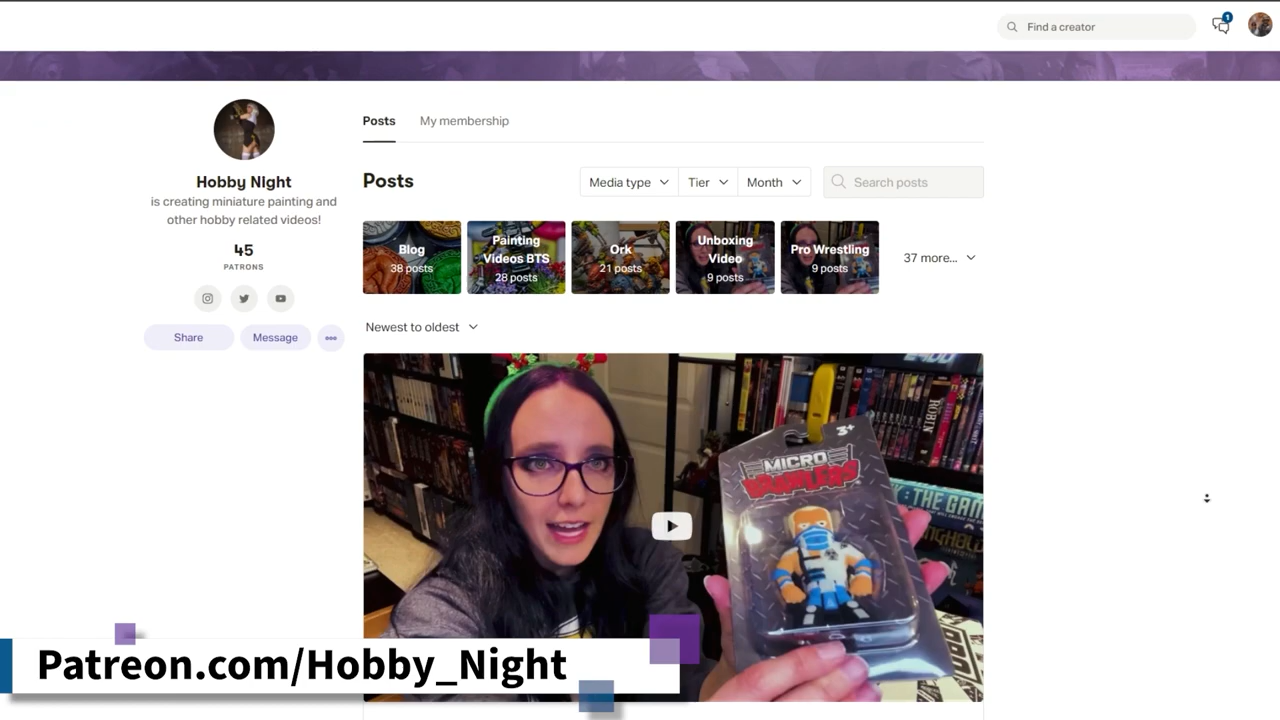 Find a creator
1
Posts
My membership
Hobby Night
is creating miniature painting and
other hobby related videos!
45
PATRONS
Share
Message
Posts
Media type
Tier
Month
Search posts
Blog
38 posts
Painting
Videos BTS
28 posts
Ork
21 posts
Unboxing
Video
9 posts
Pro Wrestling
9 posts
37 more...
Newest to oldest
3+
MICRO
BRAWLERS
ROBIN
: THE GAM
Patreon.com/Hobby_Night